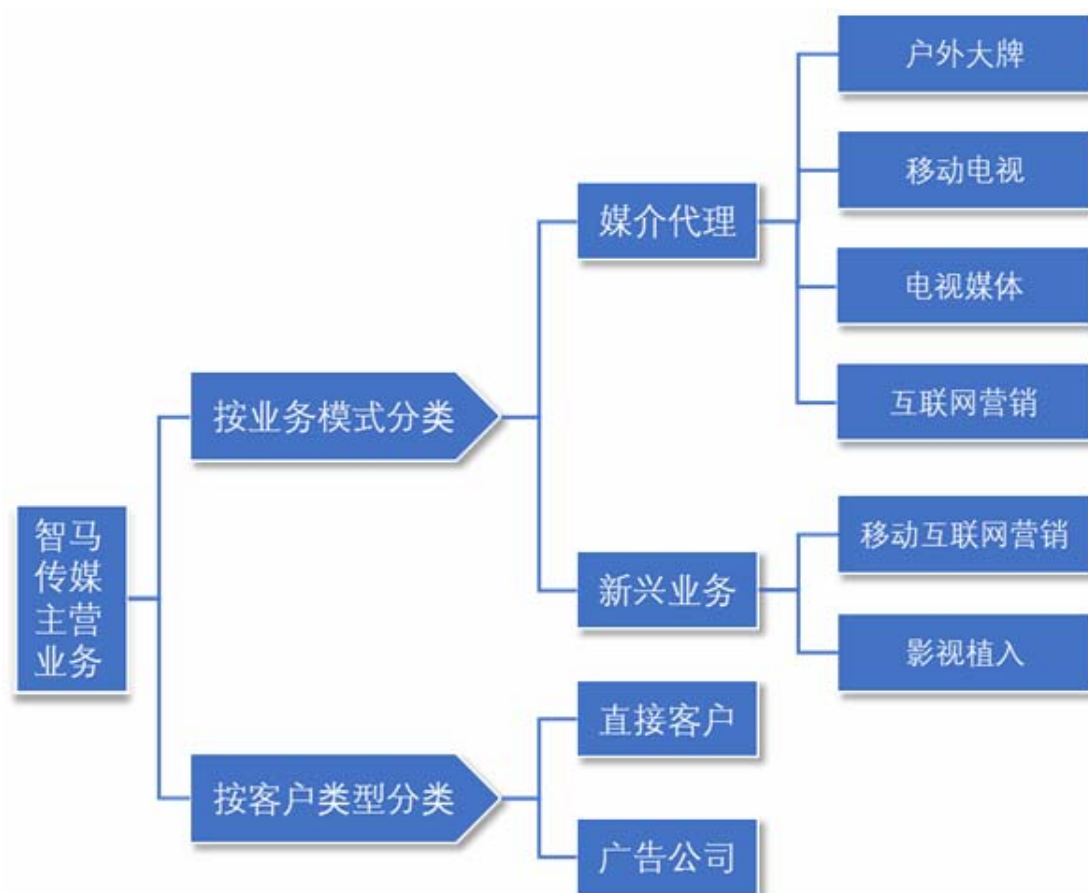 户外大牌
移动电视
媒介代理
电视媒体
互联网营销
按业务模式分类
智马
传媒
主营
业务
移动互联网营销
新兴业务
影视植入
直接客户
按客户类型分类
广告公司